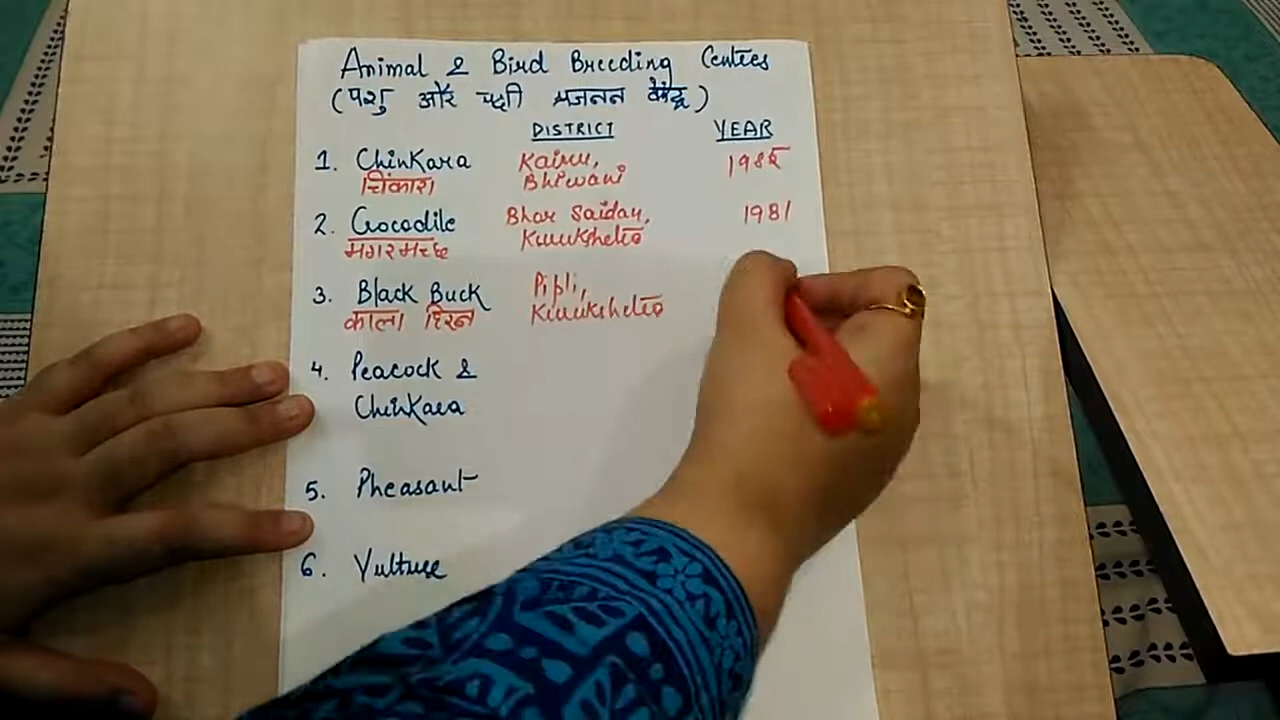 Animal & Bird Breeding Centres
(पशु और पक्षी प्रजनन केंद्र)
DISTRICT YEAR
1. Chinkara Kairu, 1985
चिंकारा Bhiwani
2. Crocodile Bhor Saidan, 1981
मगरमच्छ Kurukshetra
3. Black Buck Pipli,
काला हिरन Kurukshetra
4. Peacock &
Chinkara
5. Pheasant
6. Vulture